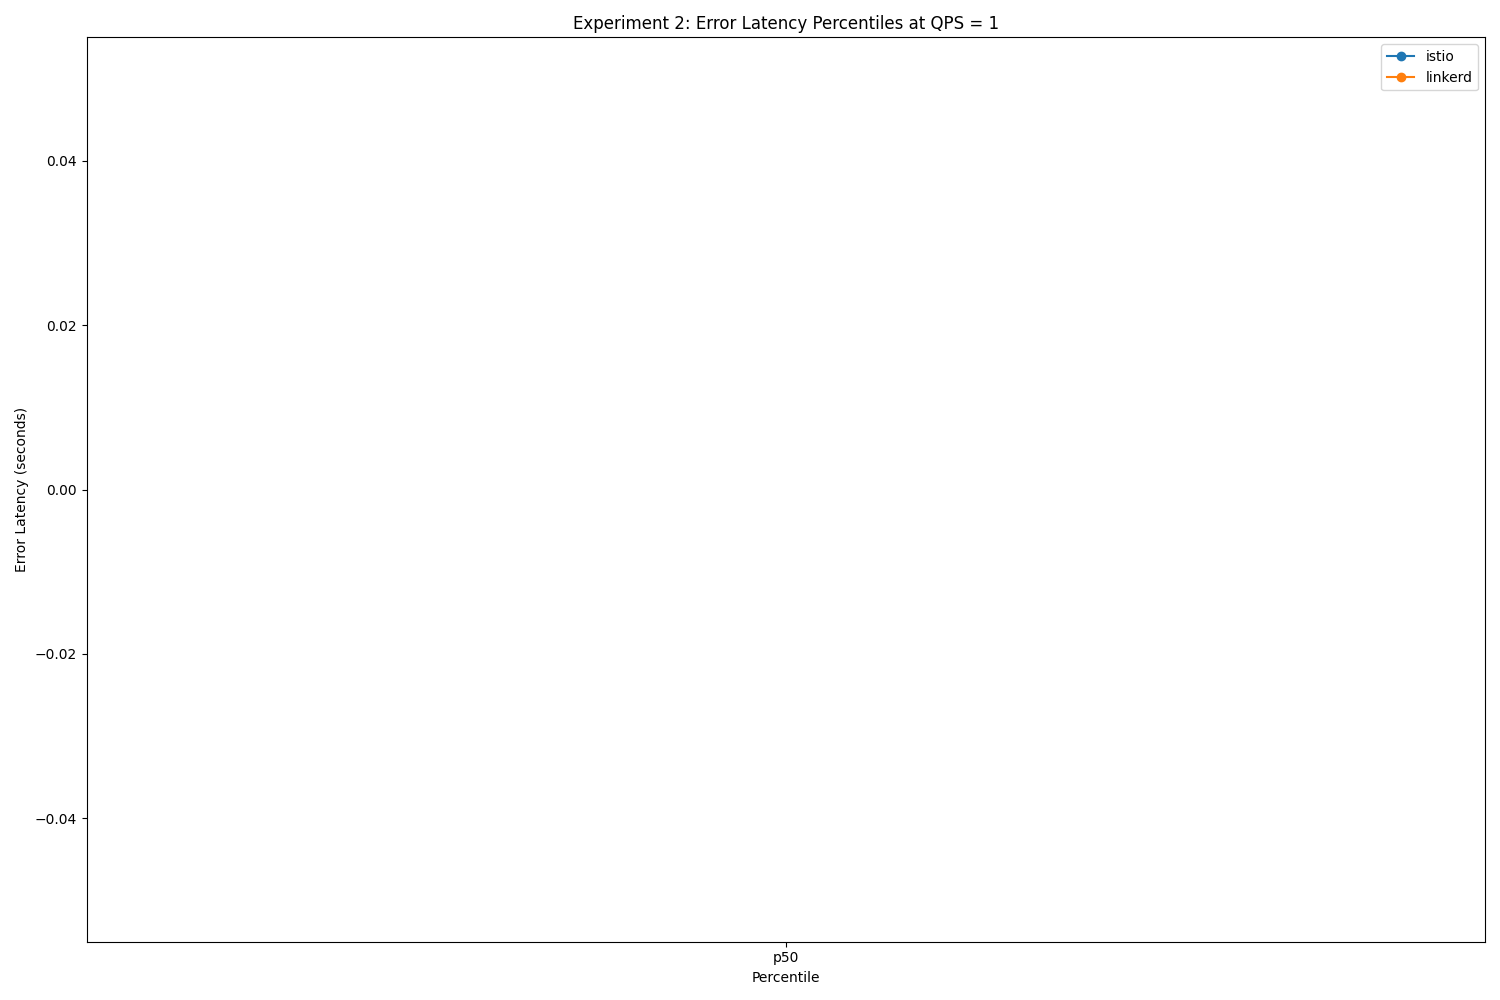 Experiment 2: Error Latency Percentiles at QPS = 1
istio
linkerd
0.04
0.02
0.00
−0.02
−0.04
Error Latency (seconds)
p50
Percentile